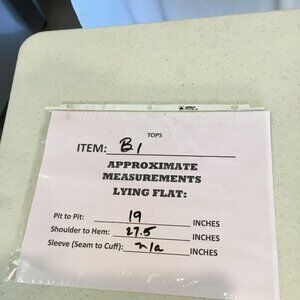 TOPS
ITEM: B1
APPROXIMATE
MEASUREMENTS
LYING FLAT:
Pit to Pit: 19 INCHES
Shoulder to Hem: 27.5 INCHES
Sleeve (Seam to Cuff): n/a INCHES